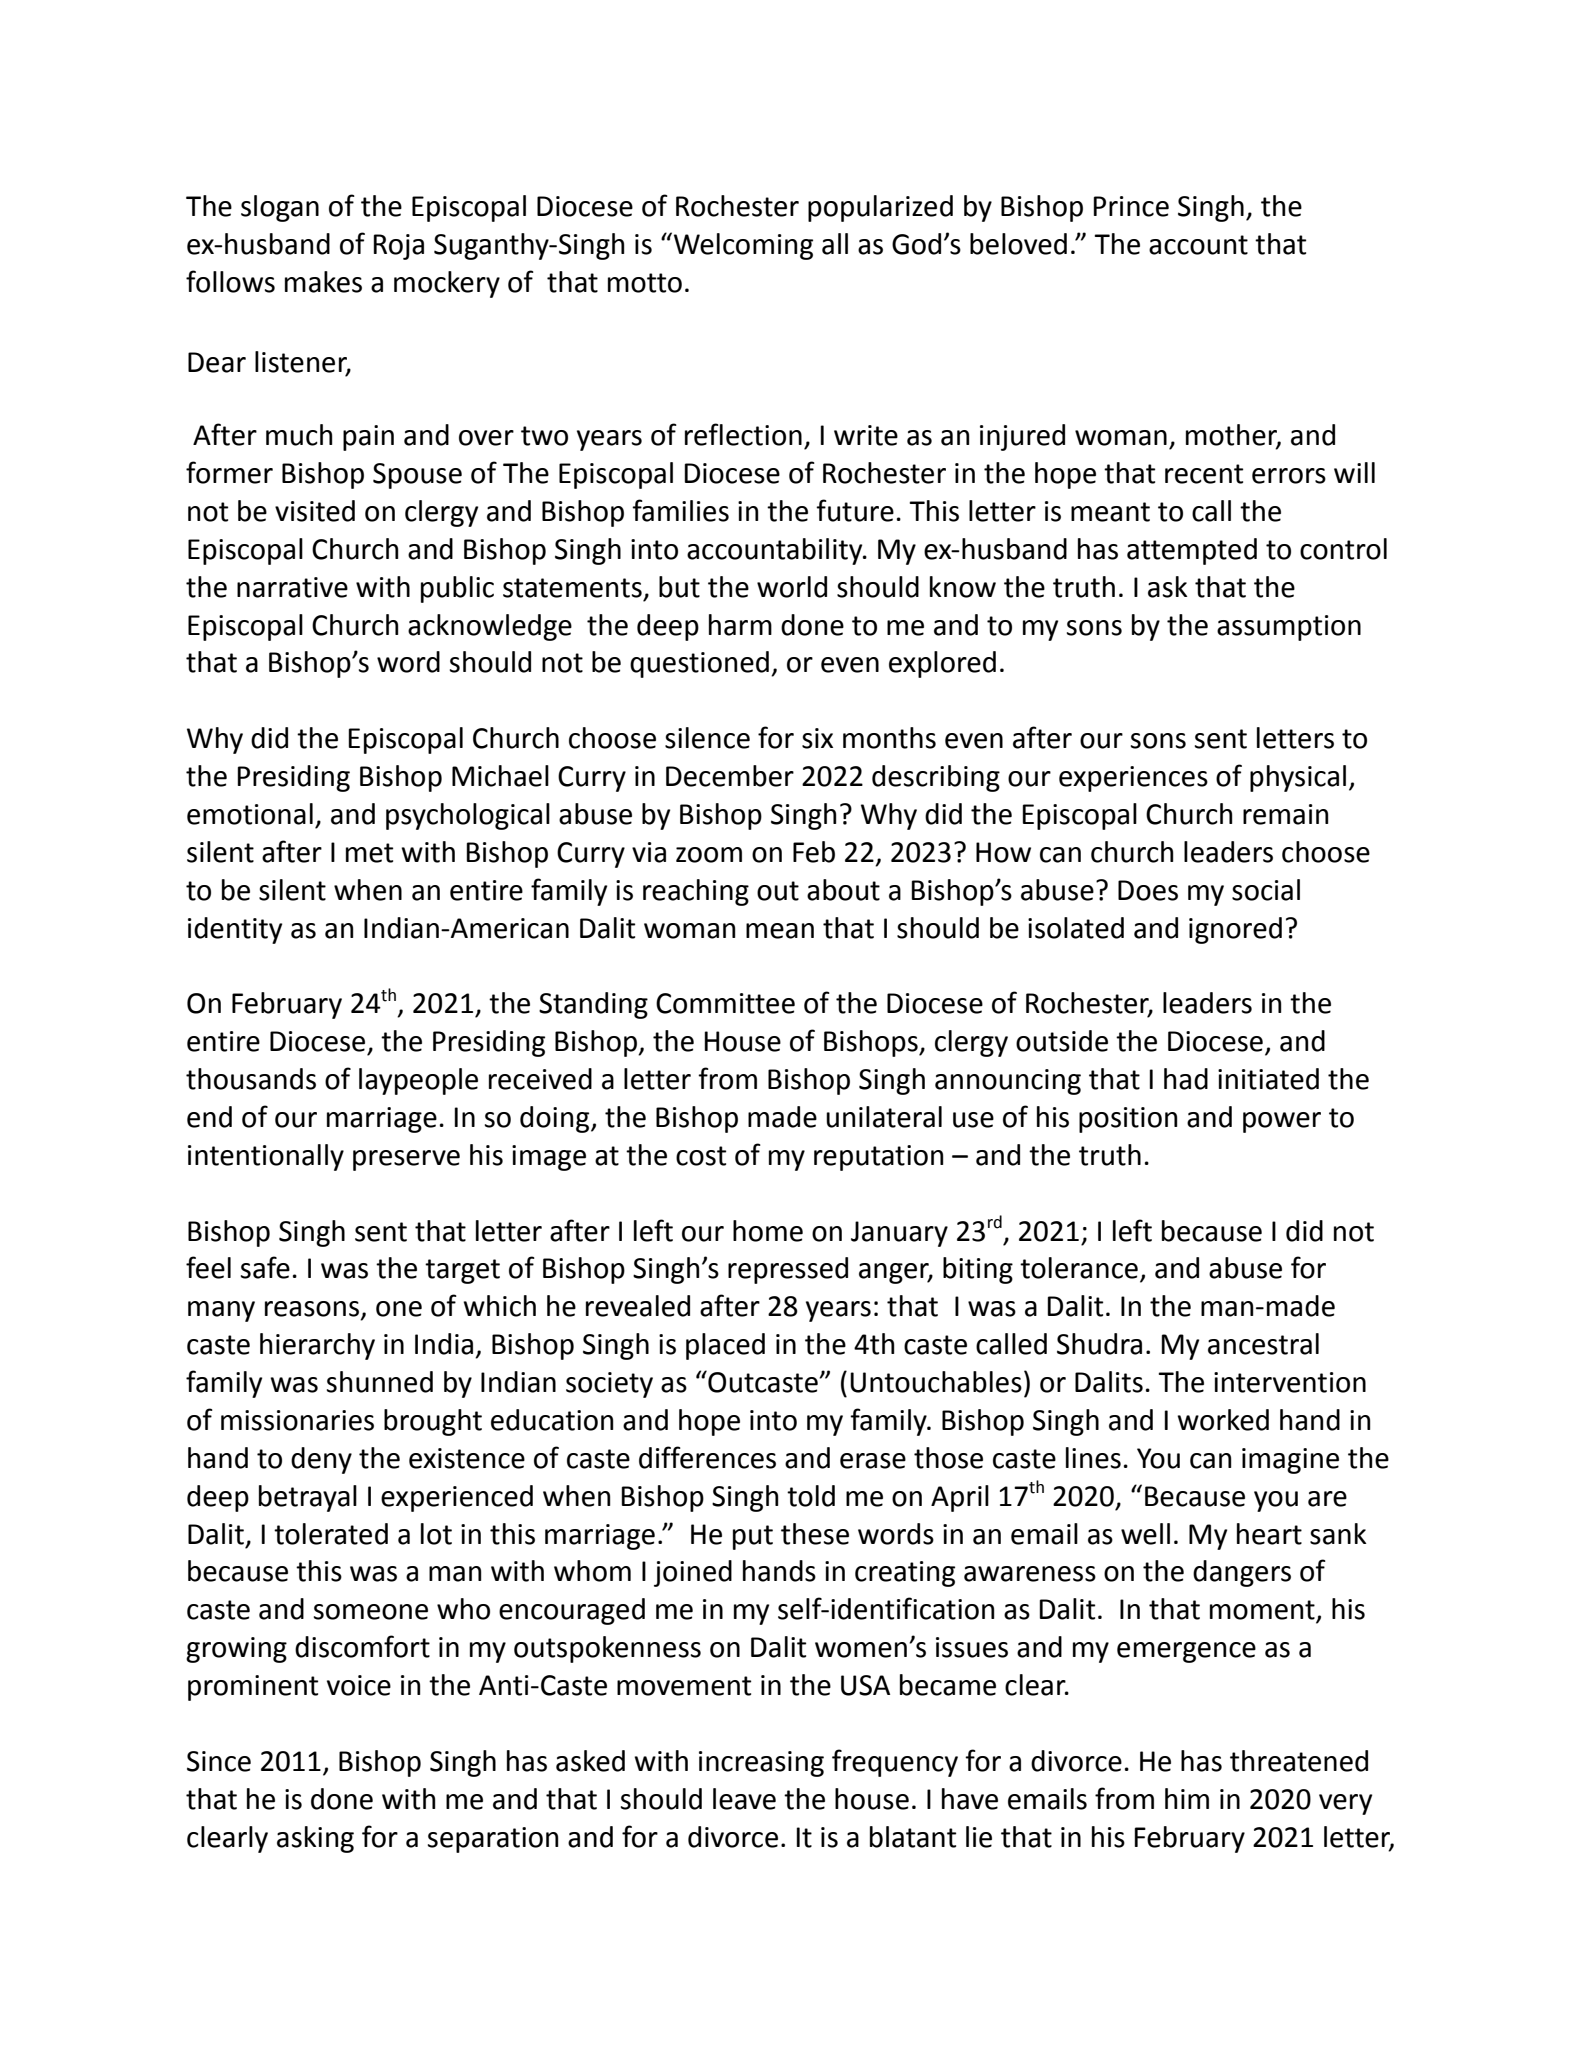 The slogan of the Episcopal Diocese of Rochester popularized by Bishop Prince Singh, the
ex-husband of Roja Suganthy-Singh is “Welcoming all as God’s beloved.” The account that
follows makes a mockery of  that motto.
Dear listener,
After much pain and over two years of reflection, I write as an injured woman, mother, and
former Bishop Spouse of The Episcopal Diocese of Rochester in the hope that recent errors will
not be visited on clergy and Bishop families in the future. This letter is meant to call the
Episcopal Church and Bishop Singh into accountability. My ex-husband has attempted to control
the narrative with public statements, but the world should know the truth. I ask that the
Episcopal Church acknowledge  the deep harm done to me and to my sons by the assumption
that a Bishop’s word should not be questioned, or even explored.
Why did the Episcopal Church choose silence for six months even after our sons sent letters to
the Presiding Bishop Michael Curry in December 2022 describing our experiences of physical,
emotional, and psychological abuse by Bishop Singh? Why did the Episcopal Church remain
silent after I met with Bishop Curry via zoom on Feb 22, 2023? How can church leaders choose
to be silent when an entire family is reaching out about a Bishop’s abuse? Does my social
identity as an Indian-American Dalit woman mean that I should be isolated and ignored?
On February 24th, 2021, the Standing Committee of the Diocese of Rochester, leaders in the
entire Diocese, the Presiding Bishop, the House of Bishops, clergy outside the Diocese, and
thousands of laypeople received a letter from Bishop Singh announcing that I had initiated the
end of our marriage. In so doing, the Bishop made unilateral use of his position and power to
intentionally preserve his image at the cost of my reputation – and the truth.
Bishop Singh sent that letter after I left our home on January 23rd, 2021; I left because I did not
feel safe. I was the target of Bishop Singh’s repressed anger, biting tolerance, and abuse for
many reasons, one of which he revealed after 28 years: that  I was a Dalit. In the man-made
caste hierarchy in India, Bishop Singh is placed in the 4th caste called Shudra. My ancestral
family was shunned by Indian society as “Outcaste” (Untouchables) or Dalits. The intervention
of missionaries brought education and hope into my family. Bishop Singh and I worked hand in
hand to deny the existence of caste differences and erase those caste lines. You can imagine the
deep betrayal I experienced when Bishop Singh told me on April 17th 2020, “Because you are
Dalit, I tolerated a lot in this marriage.”  He put these words in an email as well. My heart sank
because this was a man with whom I joined hands in creating awareness on the dangers of
caste and someone who encouraged me in my self-identification as Dalit.  In that moment, his
growing discomfort in my outspokenness on Dalit women’s issues and my emergence as a
prominent voice in the Anti-Caste movement in the USA became clear.
Since 2011, Bishop Singh has asked with increasing frequency for a divorce. He has threatened
that he is done with me and that I should leave the house. I have emails from him in 2020 very
clearly asking for a separation and for a divorce. It is a blatant lie that in his February 2021 letter,